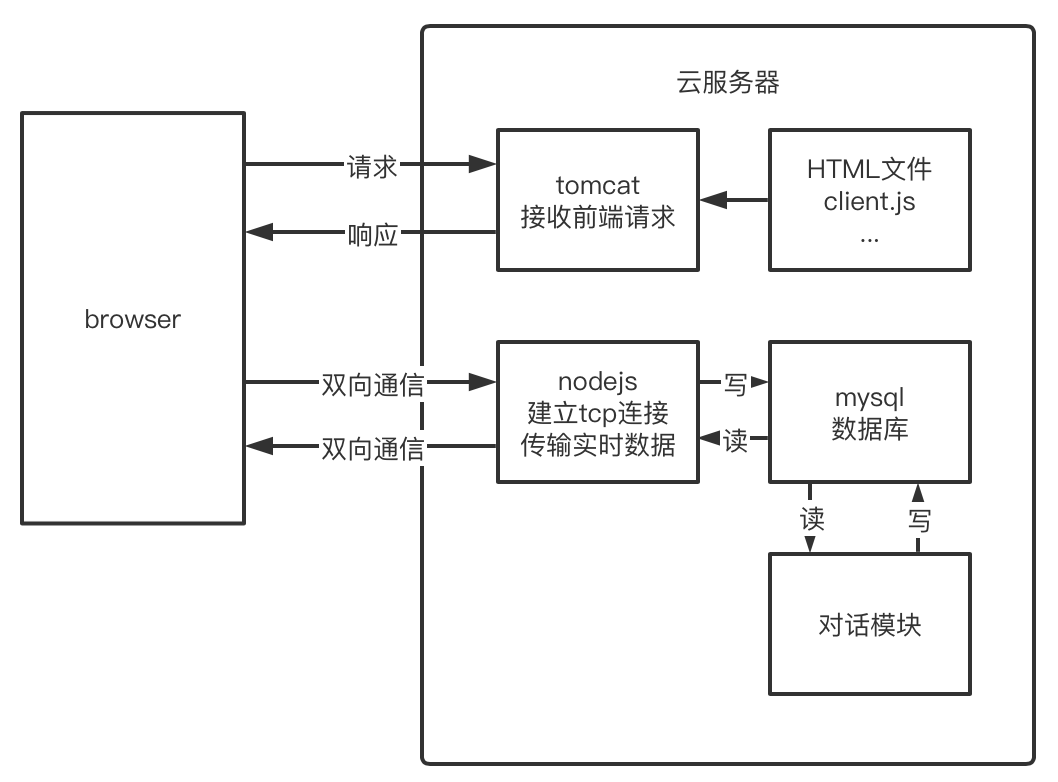 云服务器
请求
tomcat
接收前端请求
HTML文件
client.js
...
响应
browser
双向通信
双向通信
nodejs
建立tcp连接
传输实时数据
写
读
mysql
数据库
读
写
对话模块